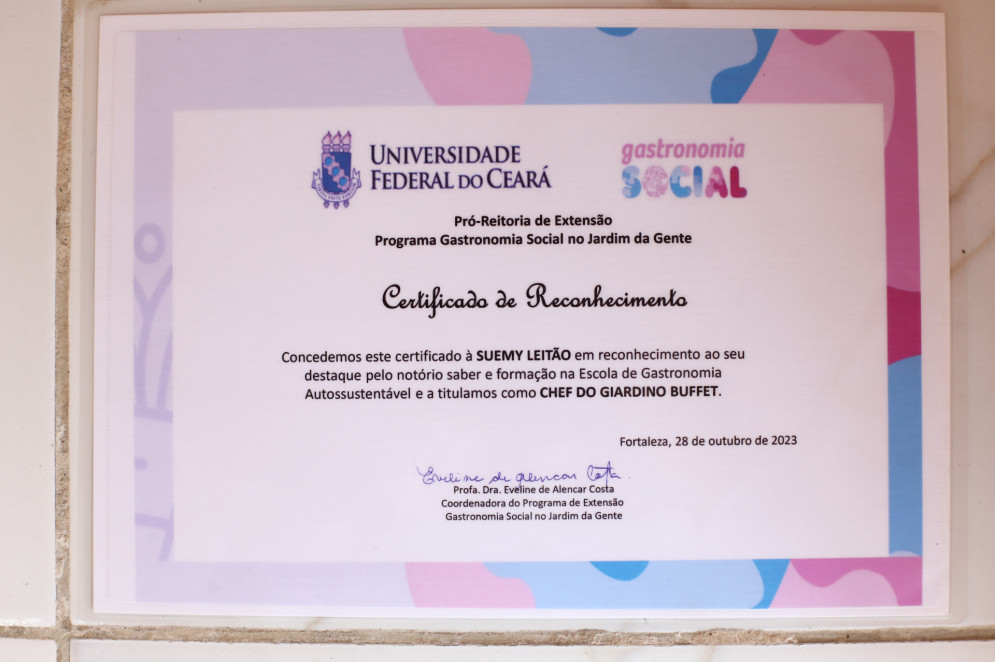 UNIVERSIDADE
FEDERAL DO CEARÁ
gastronomia
SOCIAL
Pró-Reitoria de Extensão
Programa Gastronomia Social no Jardim da Gente
Certificado de Reconhecimento
Concedemos este certificado à SUEMY LEITÃO em reconhecimento ao seu
destaque pelo notório saber e formação na Escola de Gastronomia
Autossustentável e a titulamos como CHEF DO GIARDINO BUFFET.
Fortaleza, 28 de outubro de 2023
Eveline de Alencar Costa
Profa. Dra. Eveline de Alencar Costa
Coordenadora do Programa de Extensão
Gastronomia Social no Jardim da Gente